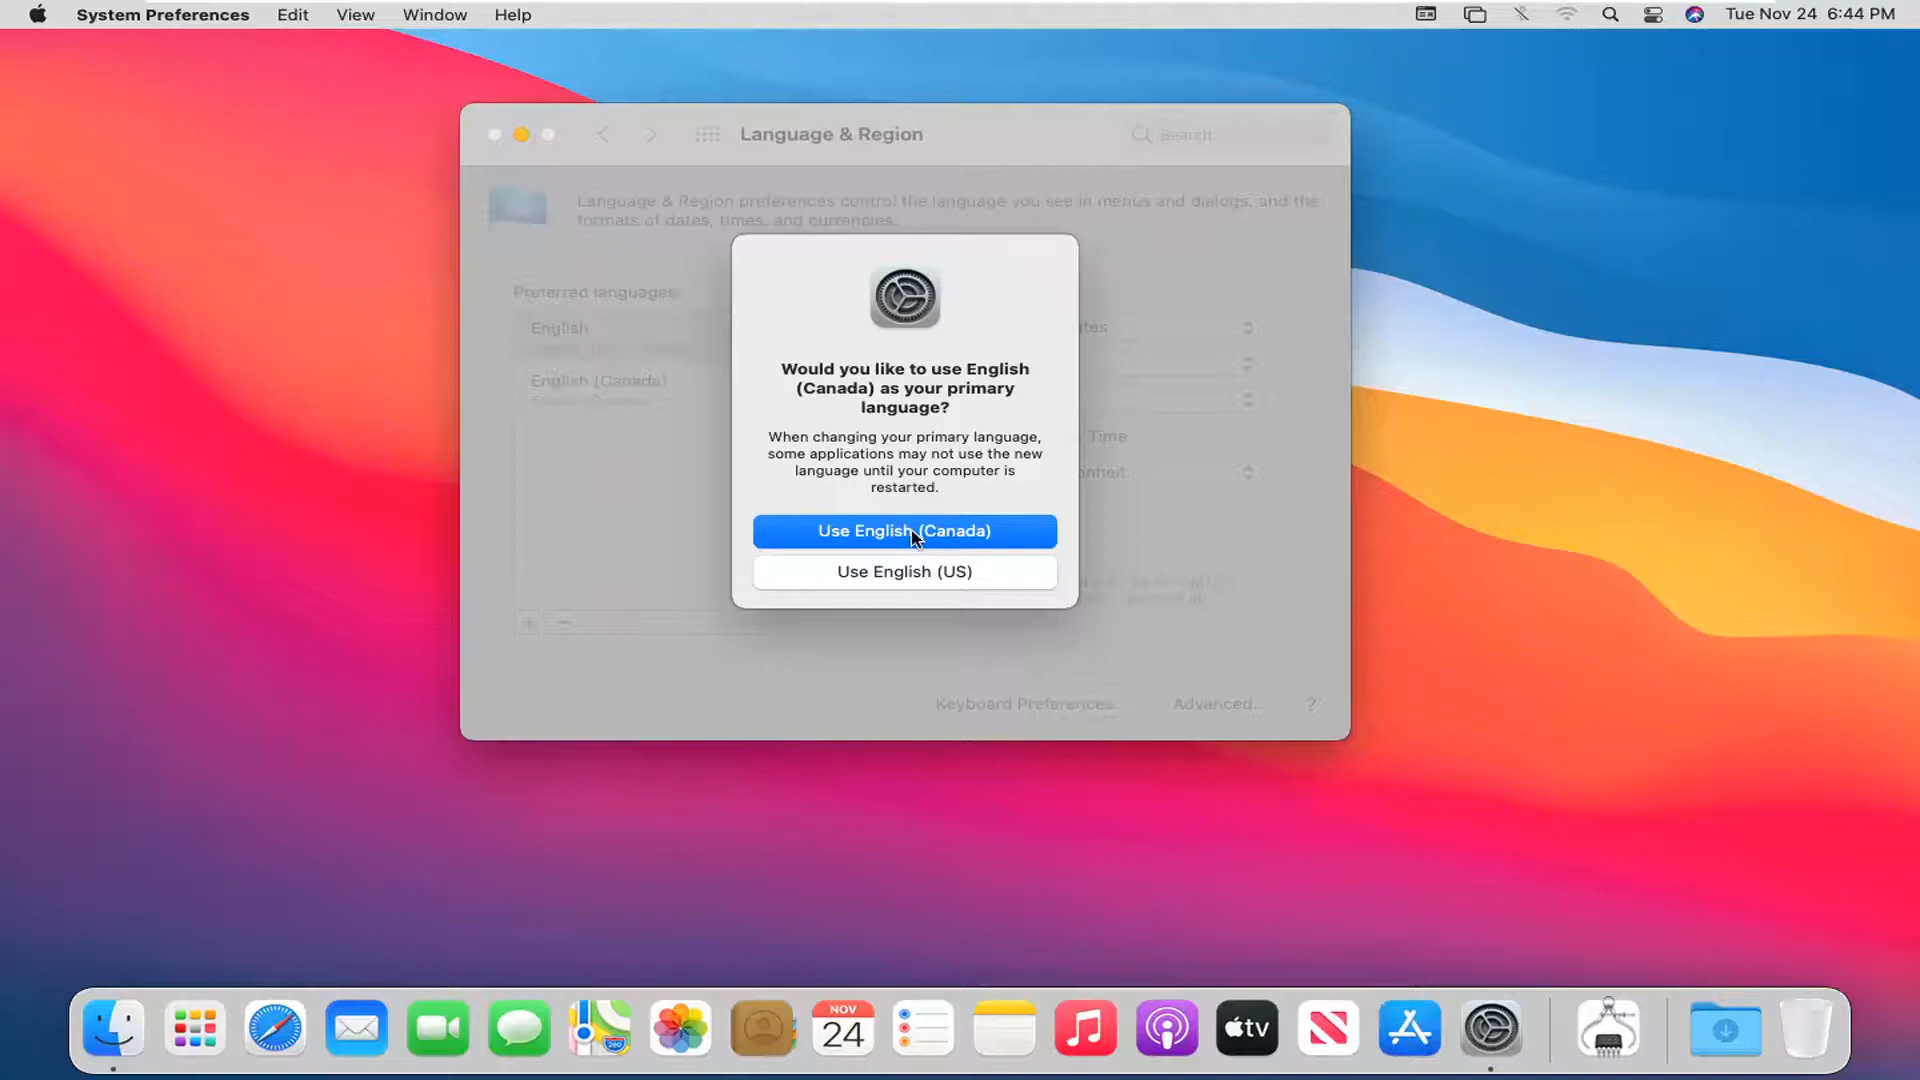 System Preferences Edit View Window Help Tue Nov 24 6:44 PM
Language & Region Search
Language & Region preferences control the language you see in menus and dialogs, and the
formats of dates, times, and currencies.
Preferred languages:
English
English (Canada)
Would you like to use English
(Canada) as your primary
language?
When changing your primary language,
some applications may not use the new
language until your computer is
restarted.
Use English (Canada)
Use English (US)
Time
Keyboard Preferences... Advanced... ?
NOV
24
280
tv